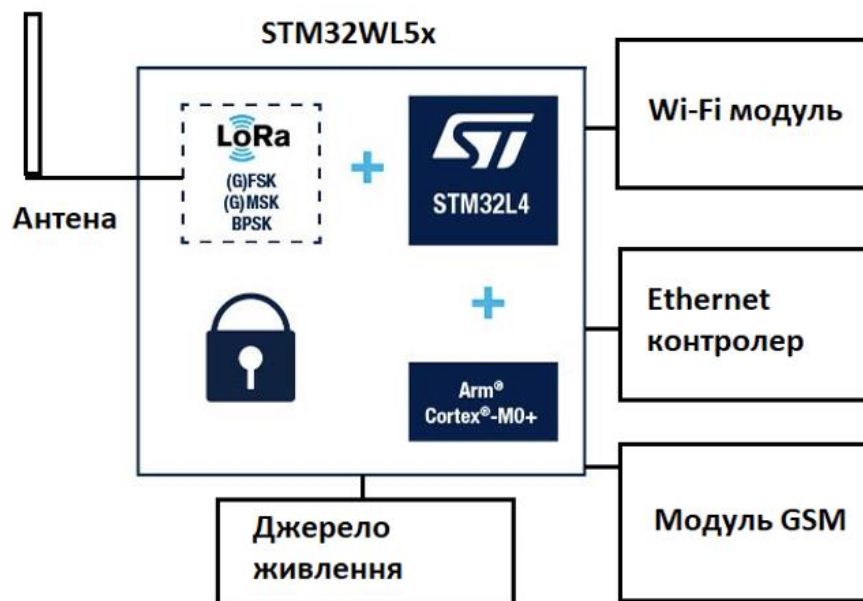 STM32WL5x
LoRa
(G)FSK
(G)MSK
BPSK
STM32L4
Arm®
Cortex®-M0+
Антена
Wi-Fi модуль
Ethernet
контролер
Модуль GSM
Джерело
живлення